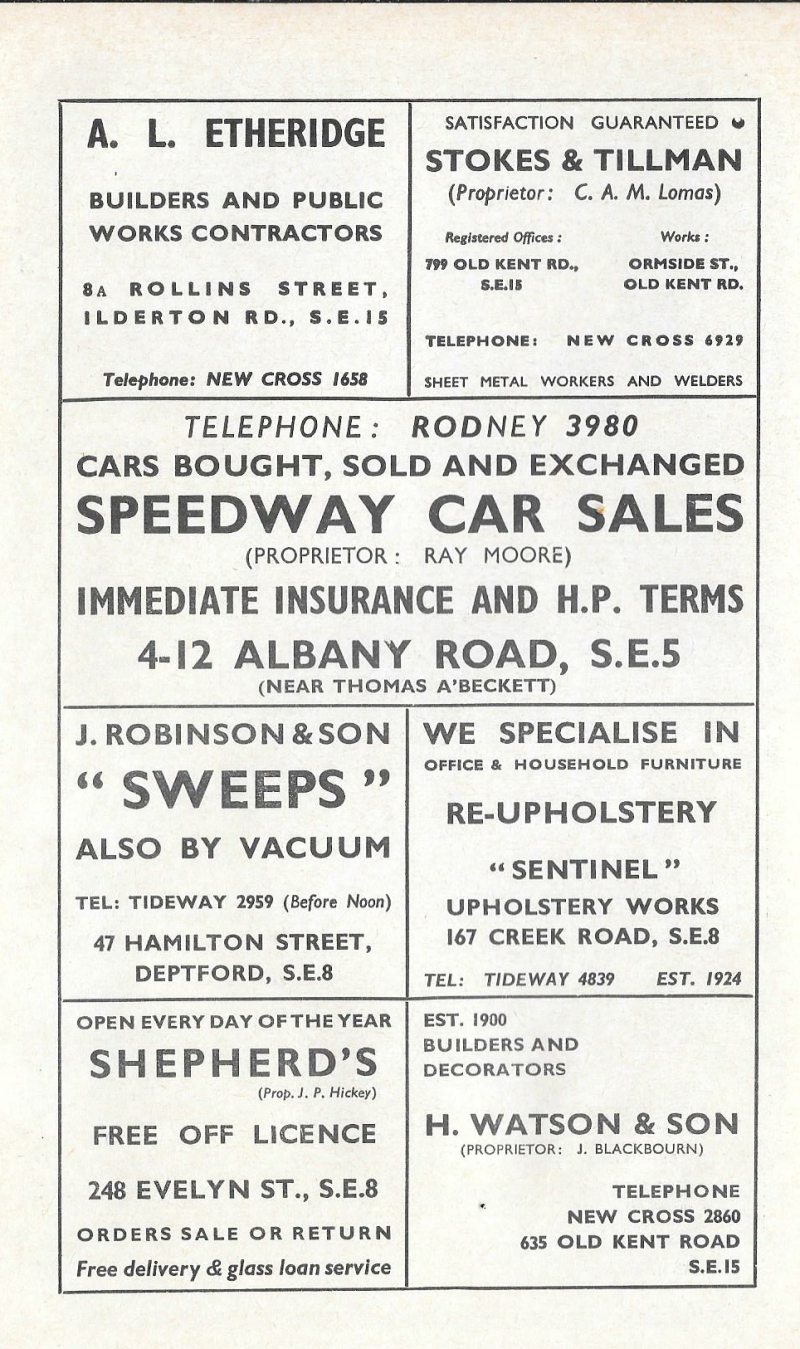 A. L. ETHERIDGE
BUILDERS AND PUBLIC
WORKS CONTRACTORS
8A ROLLINS STREET,
ILDERTON RD., S.E.15
Telephone: NEW CROSS 1658
SATISFACTION GUARANTEED
STOKES & TILLMAN
(Proprietor: C. A. M. Lomas)
Registered Offices :
799 OLD KENT RD.,
S.E.15
Works :
ORMSIDE ST.,
OLD KENT RD.
TELEPHONE: NEW CROSS 6929
SHEET METAL WORKERS AND WELDERS
TELEPHONE: RODNEY 3980
CARS BOUGHT, SOLD AND EXCHANGED
SPEEDWAY CAR SALES
(PROPRIETOR: RAY MOORE)
IMMEDIATE INSURANCE AND H.P. TERMS
4-12 ALBANY ROAD, S.E.5
(NEAR THOMAS A'BECKETT)
J. ROBINSON & SON
"SWEEPS"
ALSO BY VACUUM
TEL: TIDEWAY 2959 (Before Noon)
47 HAMILTON STREET,
DEPTFORD, S.E.8
WE SPECIALISE IN
OFFICE & HOUSEHOLD FURNITURE
RE-UPHOLSTERY
"SENTINEL"
UPHOLSTERY WORKS
167 CREEK ROAD, S.E.8
TEL: TIDEWAY 4839 EST. 1924
OPEN EVERY DAY OF THE YEAR
SHEPHERD'S
(Prop. J. P. Hickey)
FREE OFF LICENCE
248 EVELYN ST., S.E.8
ORDERS SALE OR RETURN
Free delivery & glass loan service
EST. 1900
BUILDERS AND
DECORATORS
H. WATSON & SON
(PROPRIETOR: J. BLACKBOURN)
TELEPHONE
NEW CROSS 2860
635 OLD KENT ROAD
S.E.15